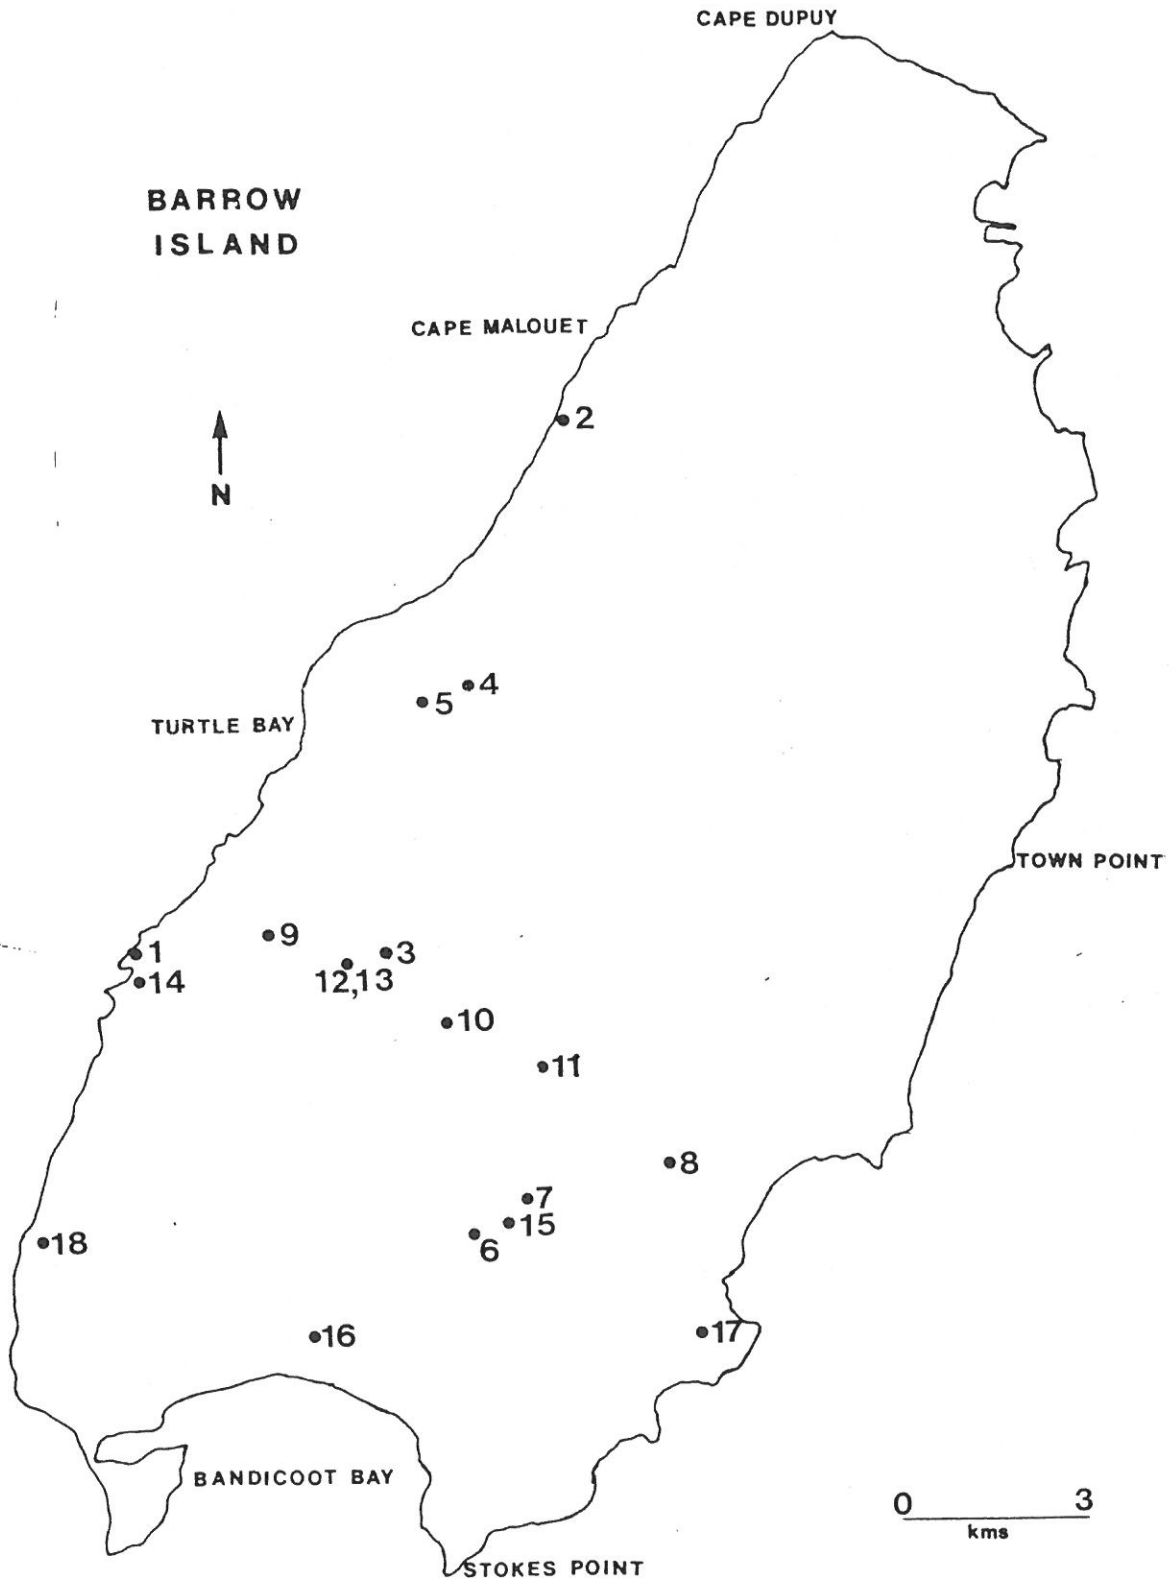 CAPE DUPUY
BARROW
ISLAND
CAPE MALOUET
2
N
4
5
TURTLE BAY
TOWN POINT
9
1
3
12,13
14
10
11
8
7
15
18
6
16
17
BANDICOOT BAY
0 3
kms
STOKES POINT